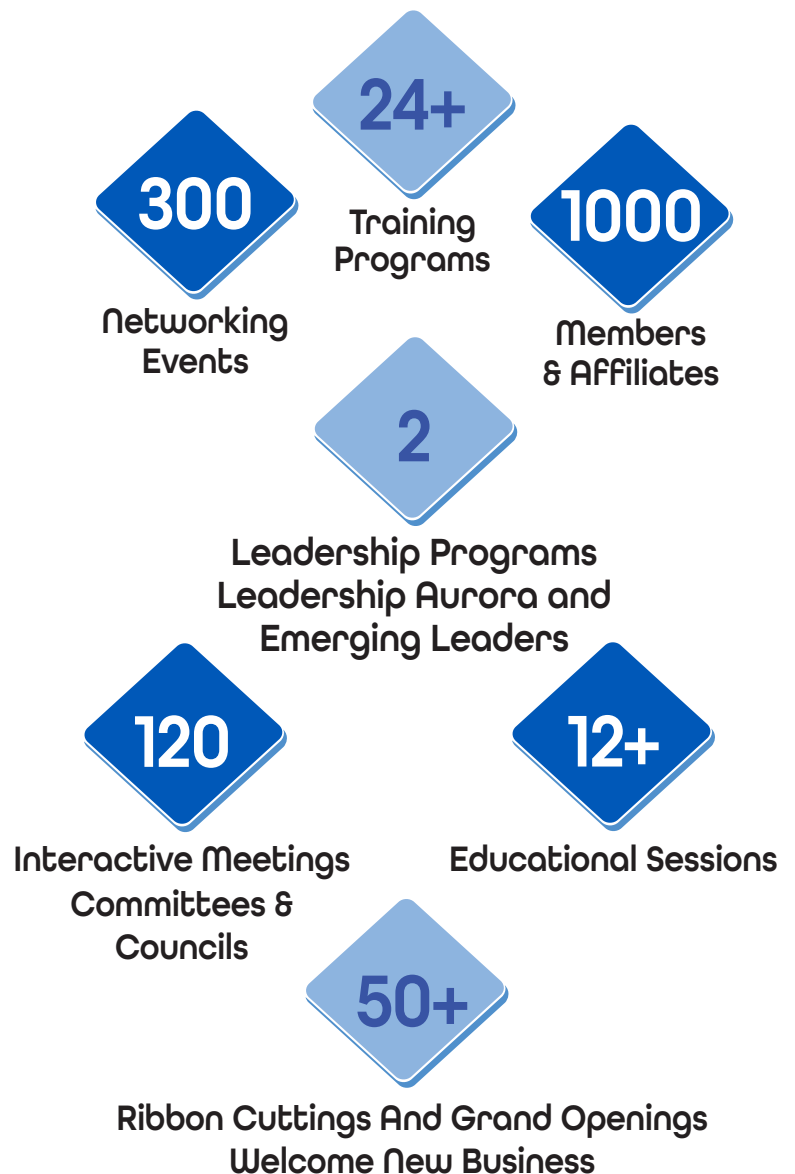 24+
Training
Programs
300
Networking
Events
1000
Members
& Affiliates
2
Leadership Programs
Leadership Aurora and
Emerging Leaders
120
Interactive Meetings
Committees &
Councils
12+
Educational Sessions
50+
Ribbon Cuttings And Grand Openings
Welcome New Business